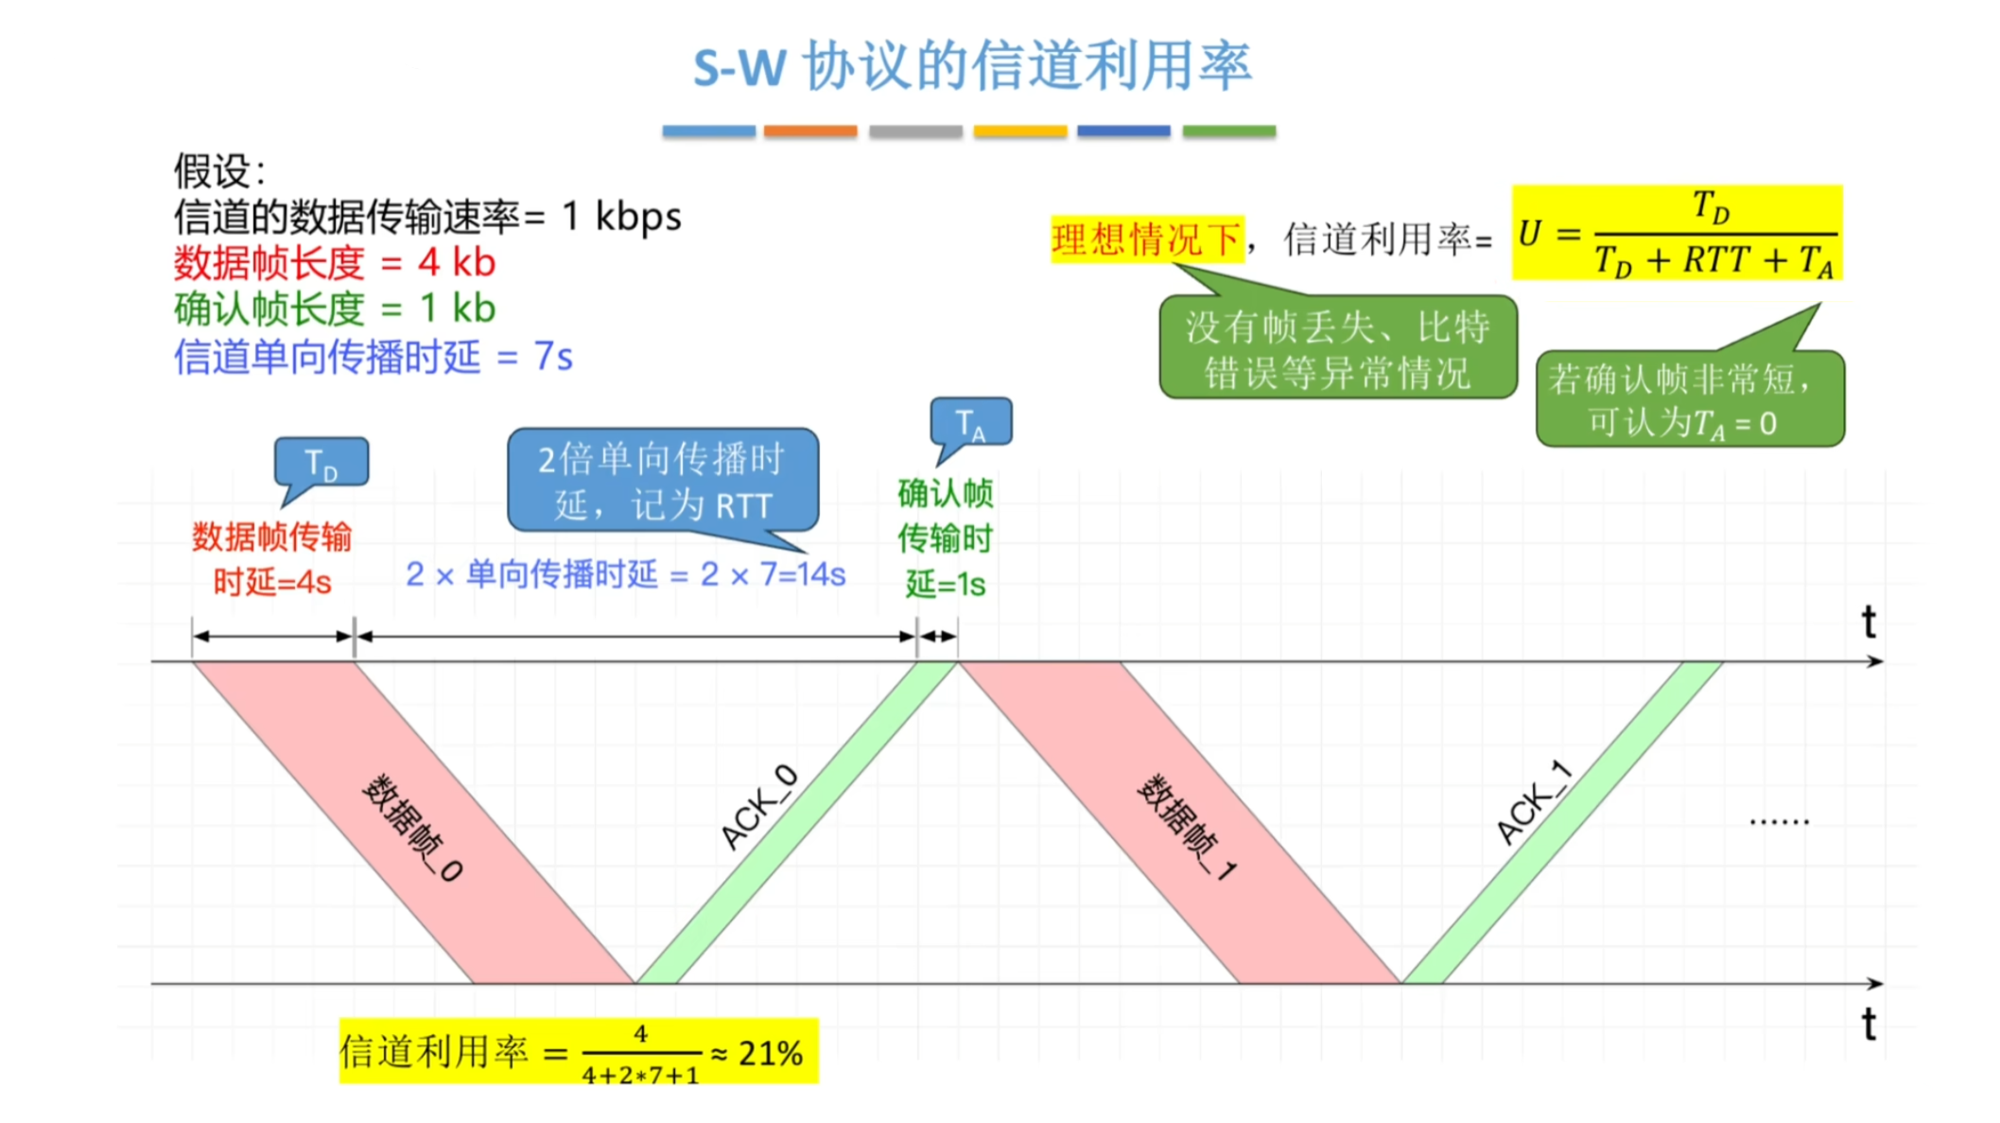 S-W 协议的信道利用率
假设：
信道的数据传输速率= 1 kbps
数据帧长度 = 4 kb
确认帧长度 = 1 kb
信道单向传播时延 = 7s
理想情况下，信道利用率= U = T_D / (T_D + RTT + T_A)
没有帧丢失、比特
错误等异常情况
若确认帧非常短，
可认为T_A = 0
T_D
2倍单向传播时
延，记为 RTT
T_A
数据帧传输
时延=4s
2 × 单向传播时延 = 2 × 7=14s
确认帧
传输时
延=1s
t
数据帧_0
ACK_0
数据帧_1
ACK_1
······
t
信道利用率 = 4 / (4+2*7+1) ≈ 21%